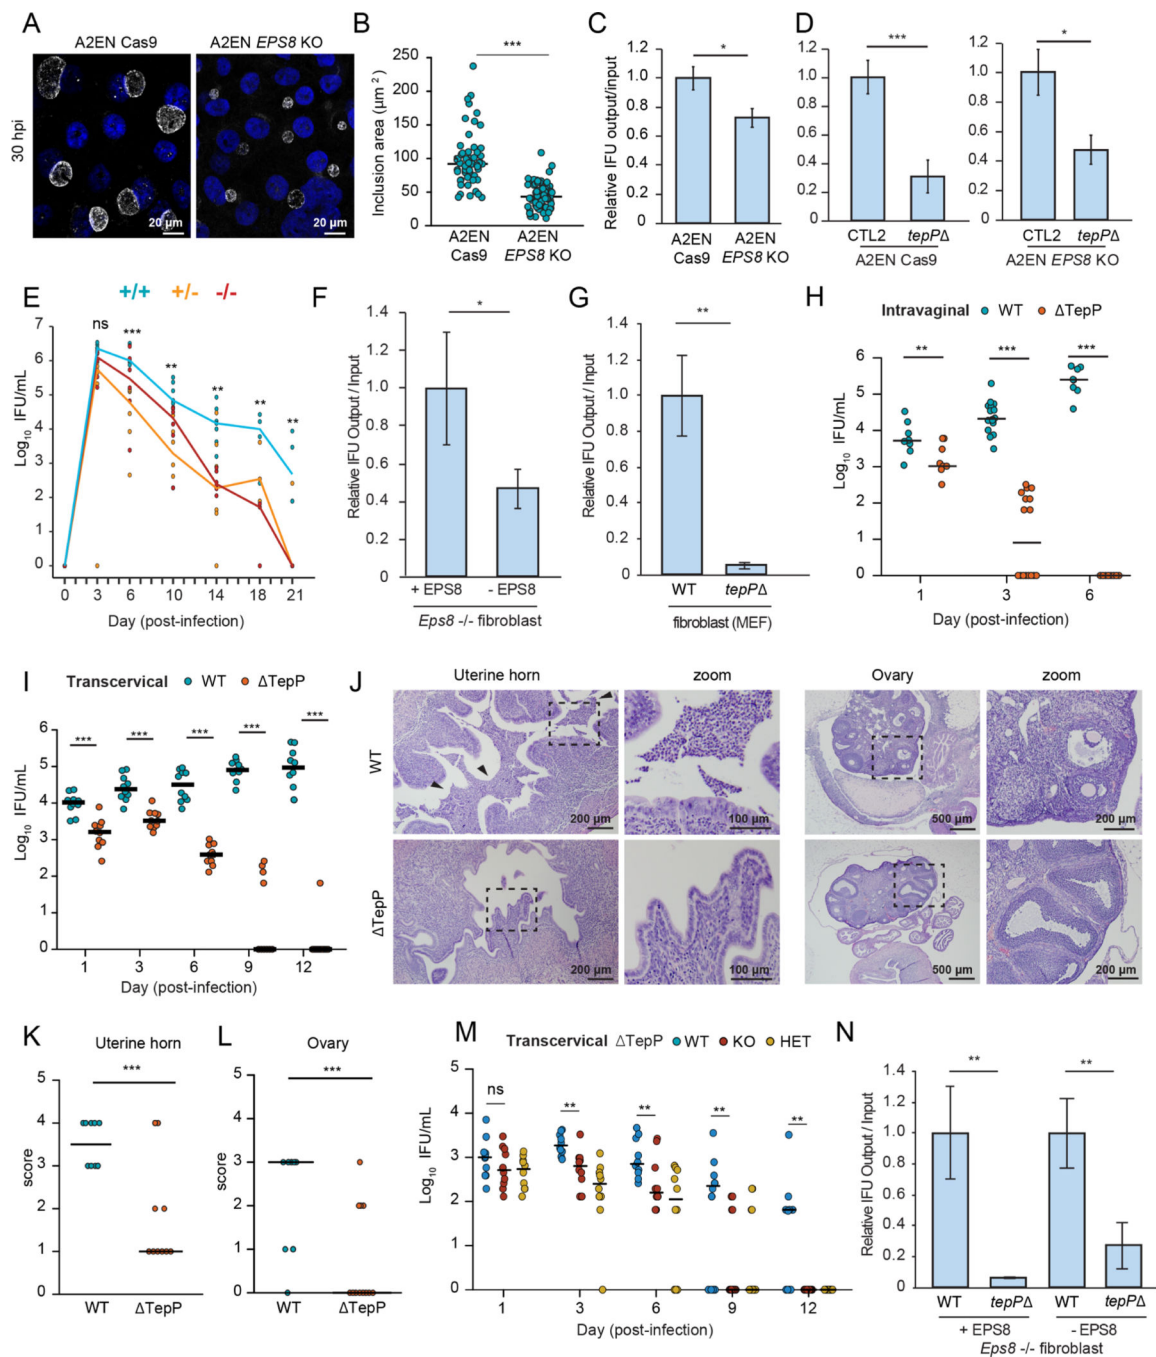 A
A2EN Cas9
A2EN EPS8 KO
30 hpi
20 µm
20 µm
B
***
Inclusion area (µm ²)
250
200
150
100
50
0
A2EN Cas9
A2EN EPS8 KO
C
*
Relative IFU output/input
1.2
1.0
0.8
0.6
0.4
0.2
0
A2EN Cas9
A2EN EPS8 KO
D
***
1.2
1.0
0.8
0.6
0.4
0.2
0
CTL2 tepPΔ
A2EN Cas9
*
1.2
1.0
0.8
0.6
0.4
0.2
0
CTL2 tepPΔ
A2EN EPS8 KO
E
+/+ +/- -/-
ns *** ** ** ** **
Log₁₀ IFU/mL
7
6
5
4
3
2
1
0
0 3 6 10 14 18 21
Day (post-infection)
F
*
Relative IFU Output / Input
1.4
1.2
1.0
0.8
0.6
0.4
0.2
0
+ EPS8 - EPS8
Eps8 -/- fibroblast
G
**
Relative IFU Output / Input
1.4
1.2
1.0
0.8
0.6
0.4
0.2
0
WT tepPΔ
fibroblast (MEF)
H
Intravaginal WT ΔTepP
** *** ***
Log₁₀ IFU/mL
6
5
4
3
2
1
0
1 3 6
Day (post-infection)
I
Transcervical WT ΔTepP
*** *** *** *** ***
Log₁₀ IFU/mL
6
5
4
3
2
1
0
1 3 6 9 12
Day (post-infection)
J
Uterine horn zoom Ovary zoom
WT
200 µm 100 µm 500 µm 200 µm
ΔTepP
200 µm 100 µm 500 µm 200 µm
K
Uterine horn
***
score
5
4
3
2
1
0
WT ΔTepP
L
Ovary
***
score
5
4
3
2
1
0
WT ΔTepP
M
Transcervical ΔTepP WT KO HET
ns ** ** ** **
Log₁₀ IFU/mL
5
4
3
2
1
0
1 3 6 9 12
Day (post-infection)
N
** **
Relative IFU Output / Input
1.4
1.2
1.0
0.8
0.6
0.4
0.2
0
WT tepPΔ WT tepPΔ
+ EPS8 - EPS8
Eps8 -/- fibroblast